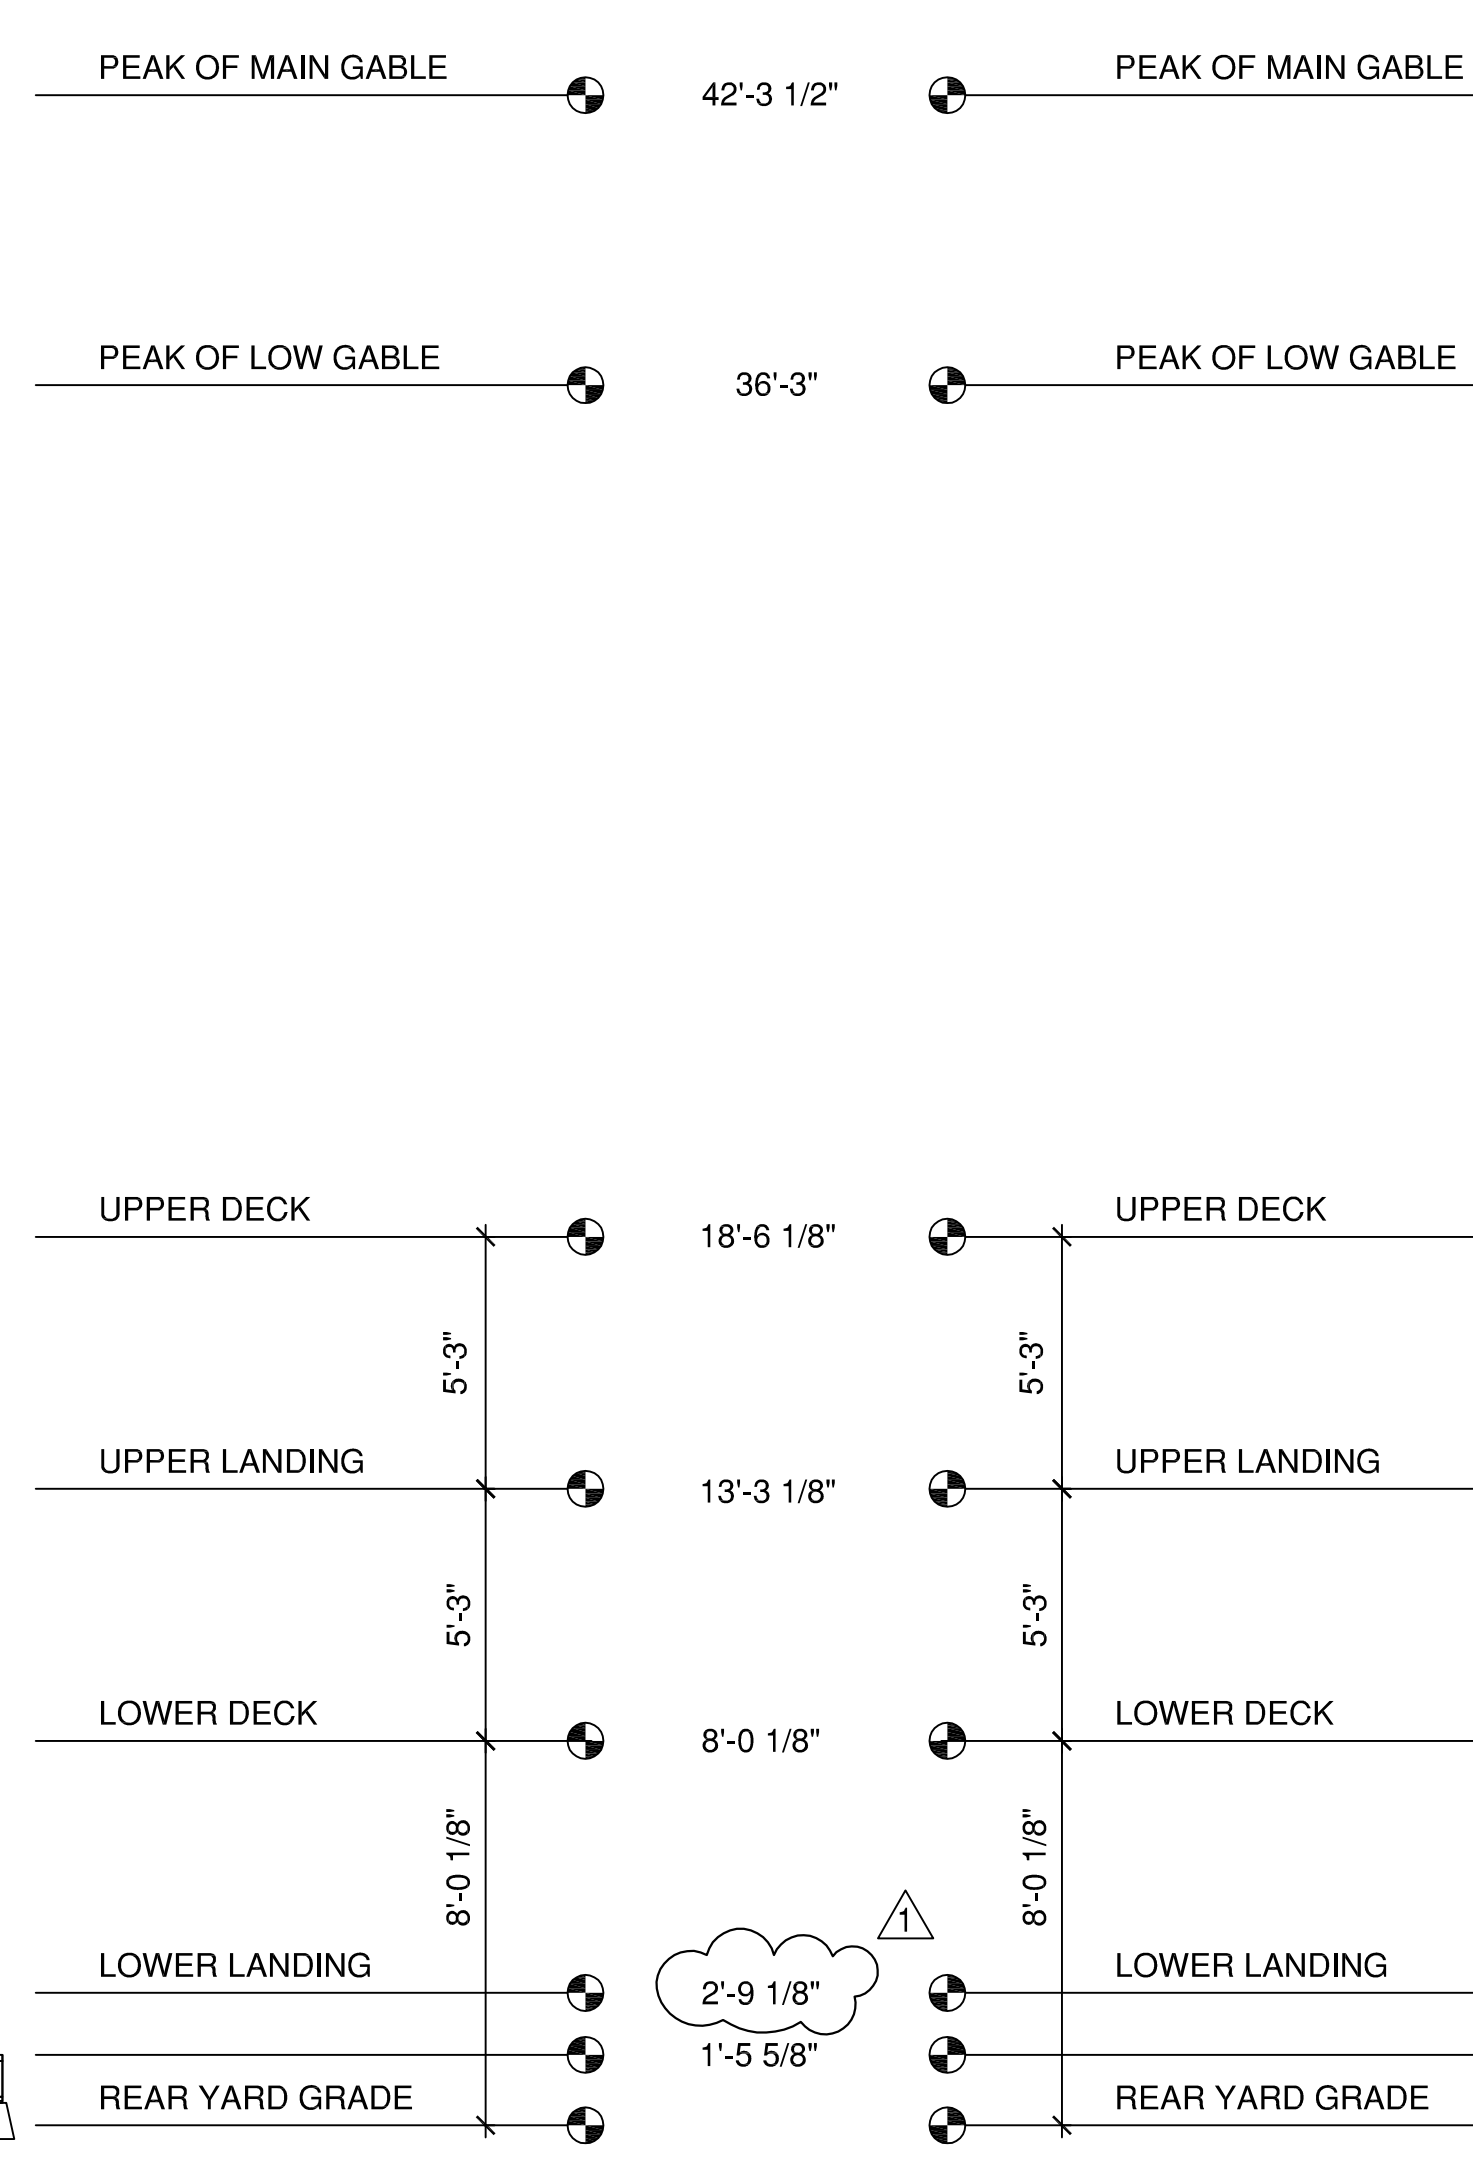 PEAK OF MAIN GABLE 42'-3 1/2" PEAK OF MAIN GABLE
PEAK OF LOW GABLE 36'-3" PEAK OF LOW GABLE
UPPER DECK 18'-6 1/8" UPPER DECK
5'-3" 5'-3"
UPPER LANDING 13'-3 1/8" UPPER LANDING
5'-3" 5'-3"
LOWER DECK 8'-0 1/8" LOWER DECK
8'-0 1/8" 8'-0 1/8"
1
LOWER LANDING 2'-9 1/8" LOWER LANDING
1'-5 5/8"
REAR YARD GRADE REAR YARD GRADE